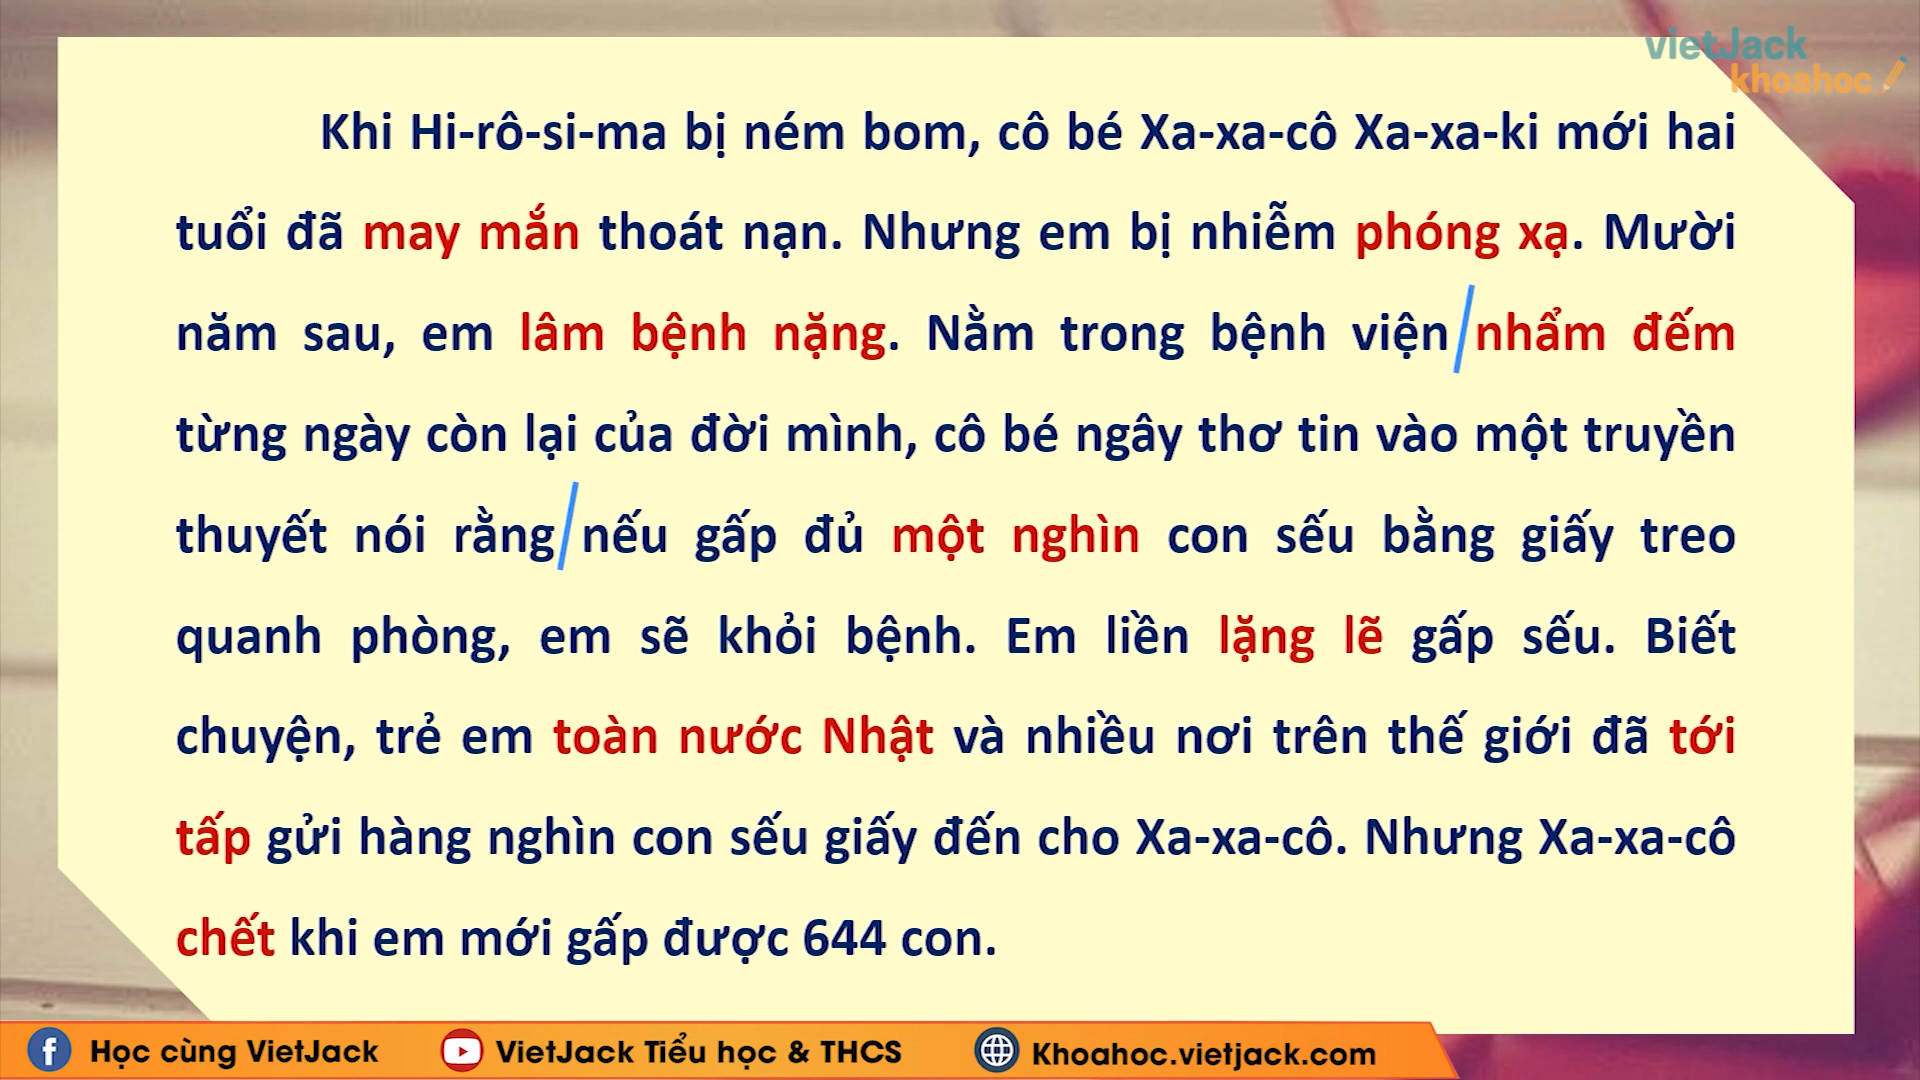 vietJack
khoahoc
Khi Hi-rô-si-ma bị ném bom, cô bé Xa-xa-cô Xa-xa-ki mới hai
tuổi đã may mắn thoát nạn. Nhưng em bị nhiễm phóng xạ. Mười
năm sau, em lâm bệnh nặng. Nằm trong bệnh viện/nhẩm đếm
từng ngày còn lại của đời mình, cô bé ngây thơ tin vào một truyền
thuyết nói rằng/nếu gấp đủ một nghìn con sếu bằng giấy treo
quanh phòng, em sẽ khỏi bệnh. Em liền lặng lẽ gấp sếu. Biết
chuyện, trẻ em toàn nước Nhật và nhiều nơi trên thế giới đã tới
tấp gửi hàng nghìn con sếu giấy đến cho Xa-xa-cô. Nhưng Xa-xa-cô
chết khi em mới gấp được 644 con.
Học cùng VietJack VietJack Tiểu học & THCS Khoahoc.vietjack.com